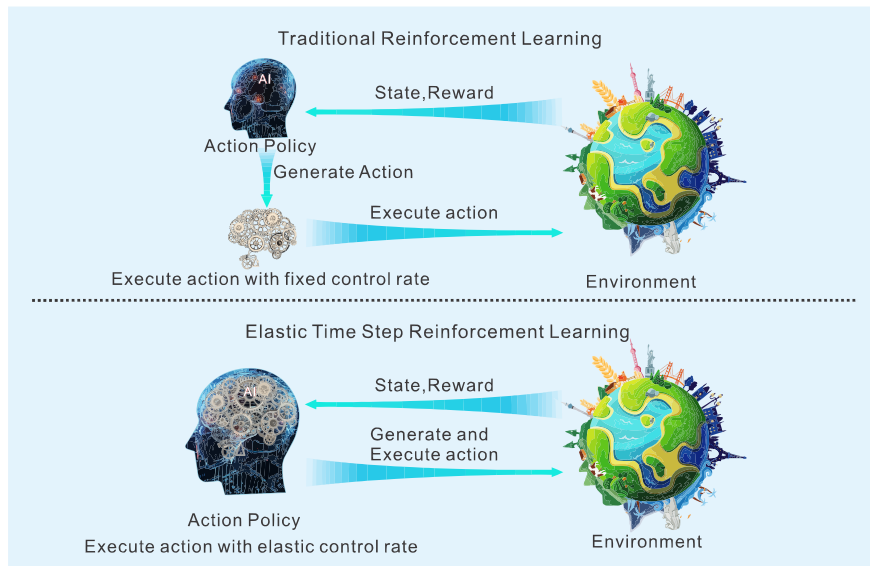 Traditional Reinforcement Learning
AI
State,Reward
Action Policy
Generate Action
Execute action
Execute action with fixed control rate
Environment
Elastic Time Step Reinforcement Learning
AI
State,Reward
Generate and
Execute action
Action Policy
Execute action with elastic control rate
Environment